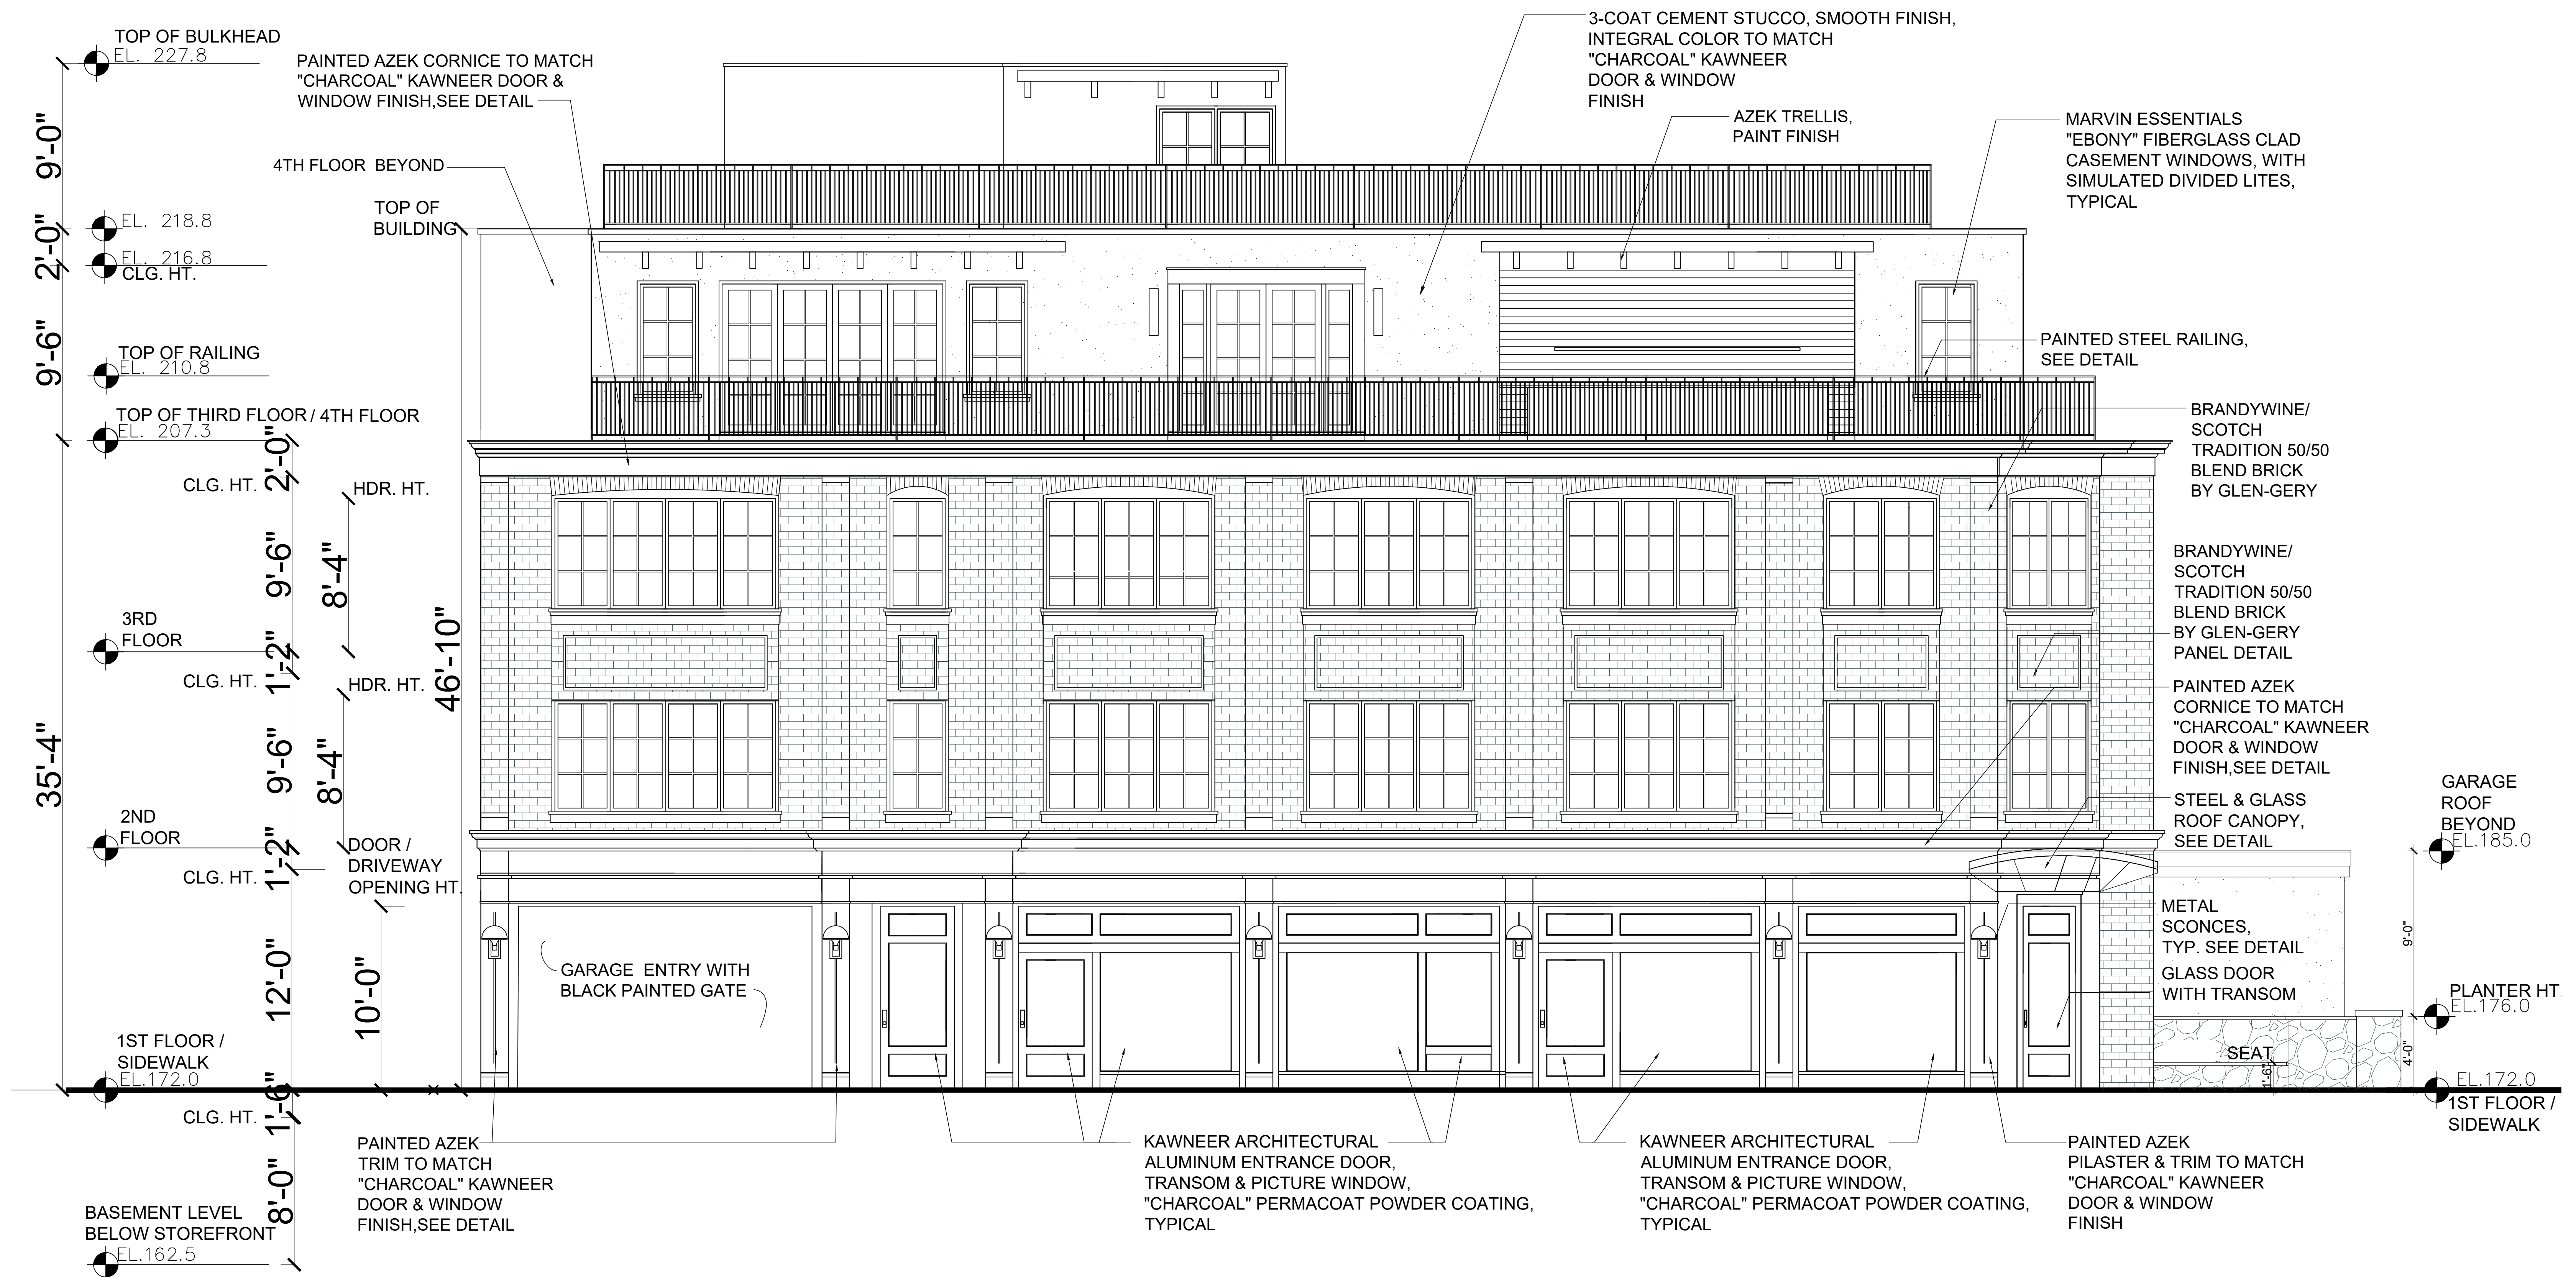 TOP OF BULKHEAD
EL. 227.8
9'-0"
EL. 218.8
2'-0"
EL. 216.8
CLG. HT.
9'-6"
TOP OF RAILING
EL. 210.8
TOP OF THIRD FLOOR / 4TH FLOOR
EL. 207.3
2'-0"
CLG. HT.
HDR. HT.
9'-6"
8'-4"
3RD
FLOOR
1'-2"
CLG. HT.
HDR. HT.
46'-10"
35'-4"
9'-6"
8'-4"
2ND
FLOOR
1'-2"
CLG. HT.
DOOR /
DRIVEWAY
OPENING HT.
12'-0"
10'-0"
1ST FLOOR /
SIDEWALK
EL.172.0
1'-6"
CLG. HT.
8'-0"
BASEMENT LEVEL
BELOW STOREFRONT
EL.162.5
PAINTED AZEK CORNICE TO MATCH
"CHARCOAL" KAWNEER DOOR &
WINDOW FINISH,SEE DETAIL
4TH FLOOR BEYOND
TOP OF
BUILDING
3-COAT CEMENT STUCCO, SMOOTH FINISH,
INTEGRAL COLOR TO MATCH
"CHARCOAL" KAWNEER
DOOR & WINDOW
FINISH
AZEK TRELLIS,
PAINT FINISH
MARVIN ESSENTIALS
"EBONY" FIBERGLASS CLAD
CASEMENT WINDOWS, WITH
SIMULATED DIVIDED LITES,
TYPICAL
PAINTED STEEL RAILING,
SEE DETAIL
BRANDYWINE/
SCOTCH
TRADITION 50/50
BLEND BRICK
BY GLEN-GERY
BRANDYWINE/
SCOTCH
TRADITION 50/50
BLEND BRICK
BY GLEN-GERY
PANEL DETAIL
PAINTED AZEK
CORNICE TO MATCH
"CHARCOAL" KAWNEER
DOOR & WINDOW
FINISH,SEE DETAIL
STEEL & GLASS
ROOF CANOPY,
SEE DETAIL
GARAGE
ROOF
BEYOND
EL.185.0
METAL
SCONCES,
TYP. SEE DETAIL
GLASS DOOR
WITH TRANSOM
9'-0"
PLANTER HT
EL.176.0
SEAT
1'-6"
4'-0"
EL.172.0
1ST FLOOR /
SIDEWALK
GARAGE ENTRY WITH
BLACK PAINTED GATE
PAINTED AZEK
TRIM TO MATCH
"CHARCOAL" KAWNEER
DOOR & WINDOW
FINISH,SEE DETAIL
KAWNEER ARCHITECTURAL
ALUMINUM ENTRANCE DOOR,
TRANSOM & PICTURE WINDOW,
"CHARCOAL" PERMACOAT POWDER COATING,
TYPICAL
KAWNEER ARCHITECTURAL
ALUMINUM ENTRANCE DOOR,
TRANSOM & PICTURE WINDOW,
"CHARCOAL" PERMACOAT POWDER COATING,
TYPICAL
PAINTED AZEK
PILASTER & TRIM TO MATCH
"CHARCOAL" KAWNEER
DOOR & WINDOW
FINISH